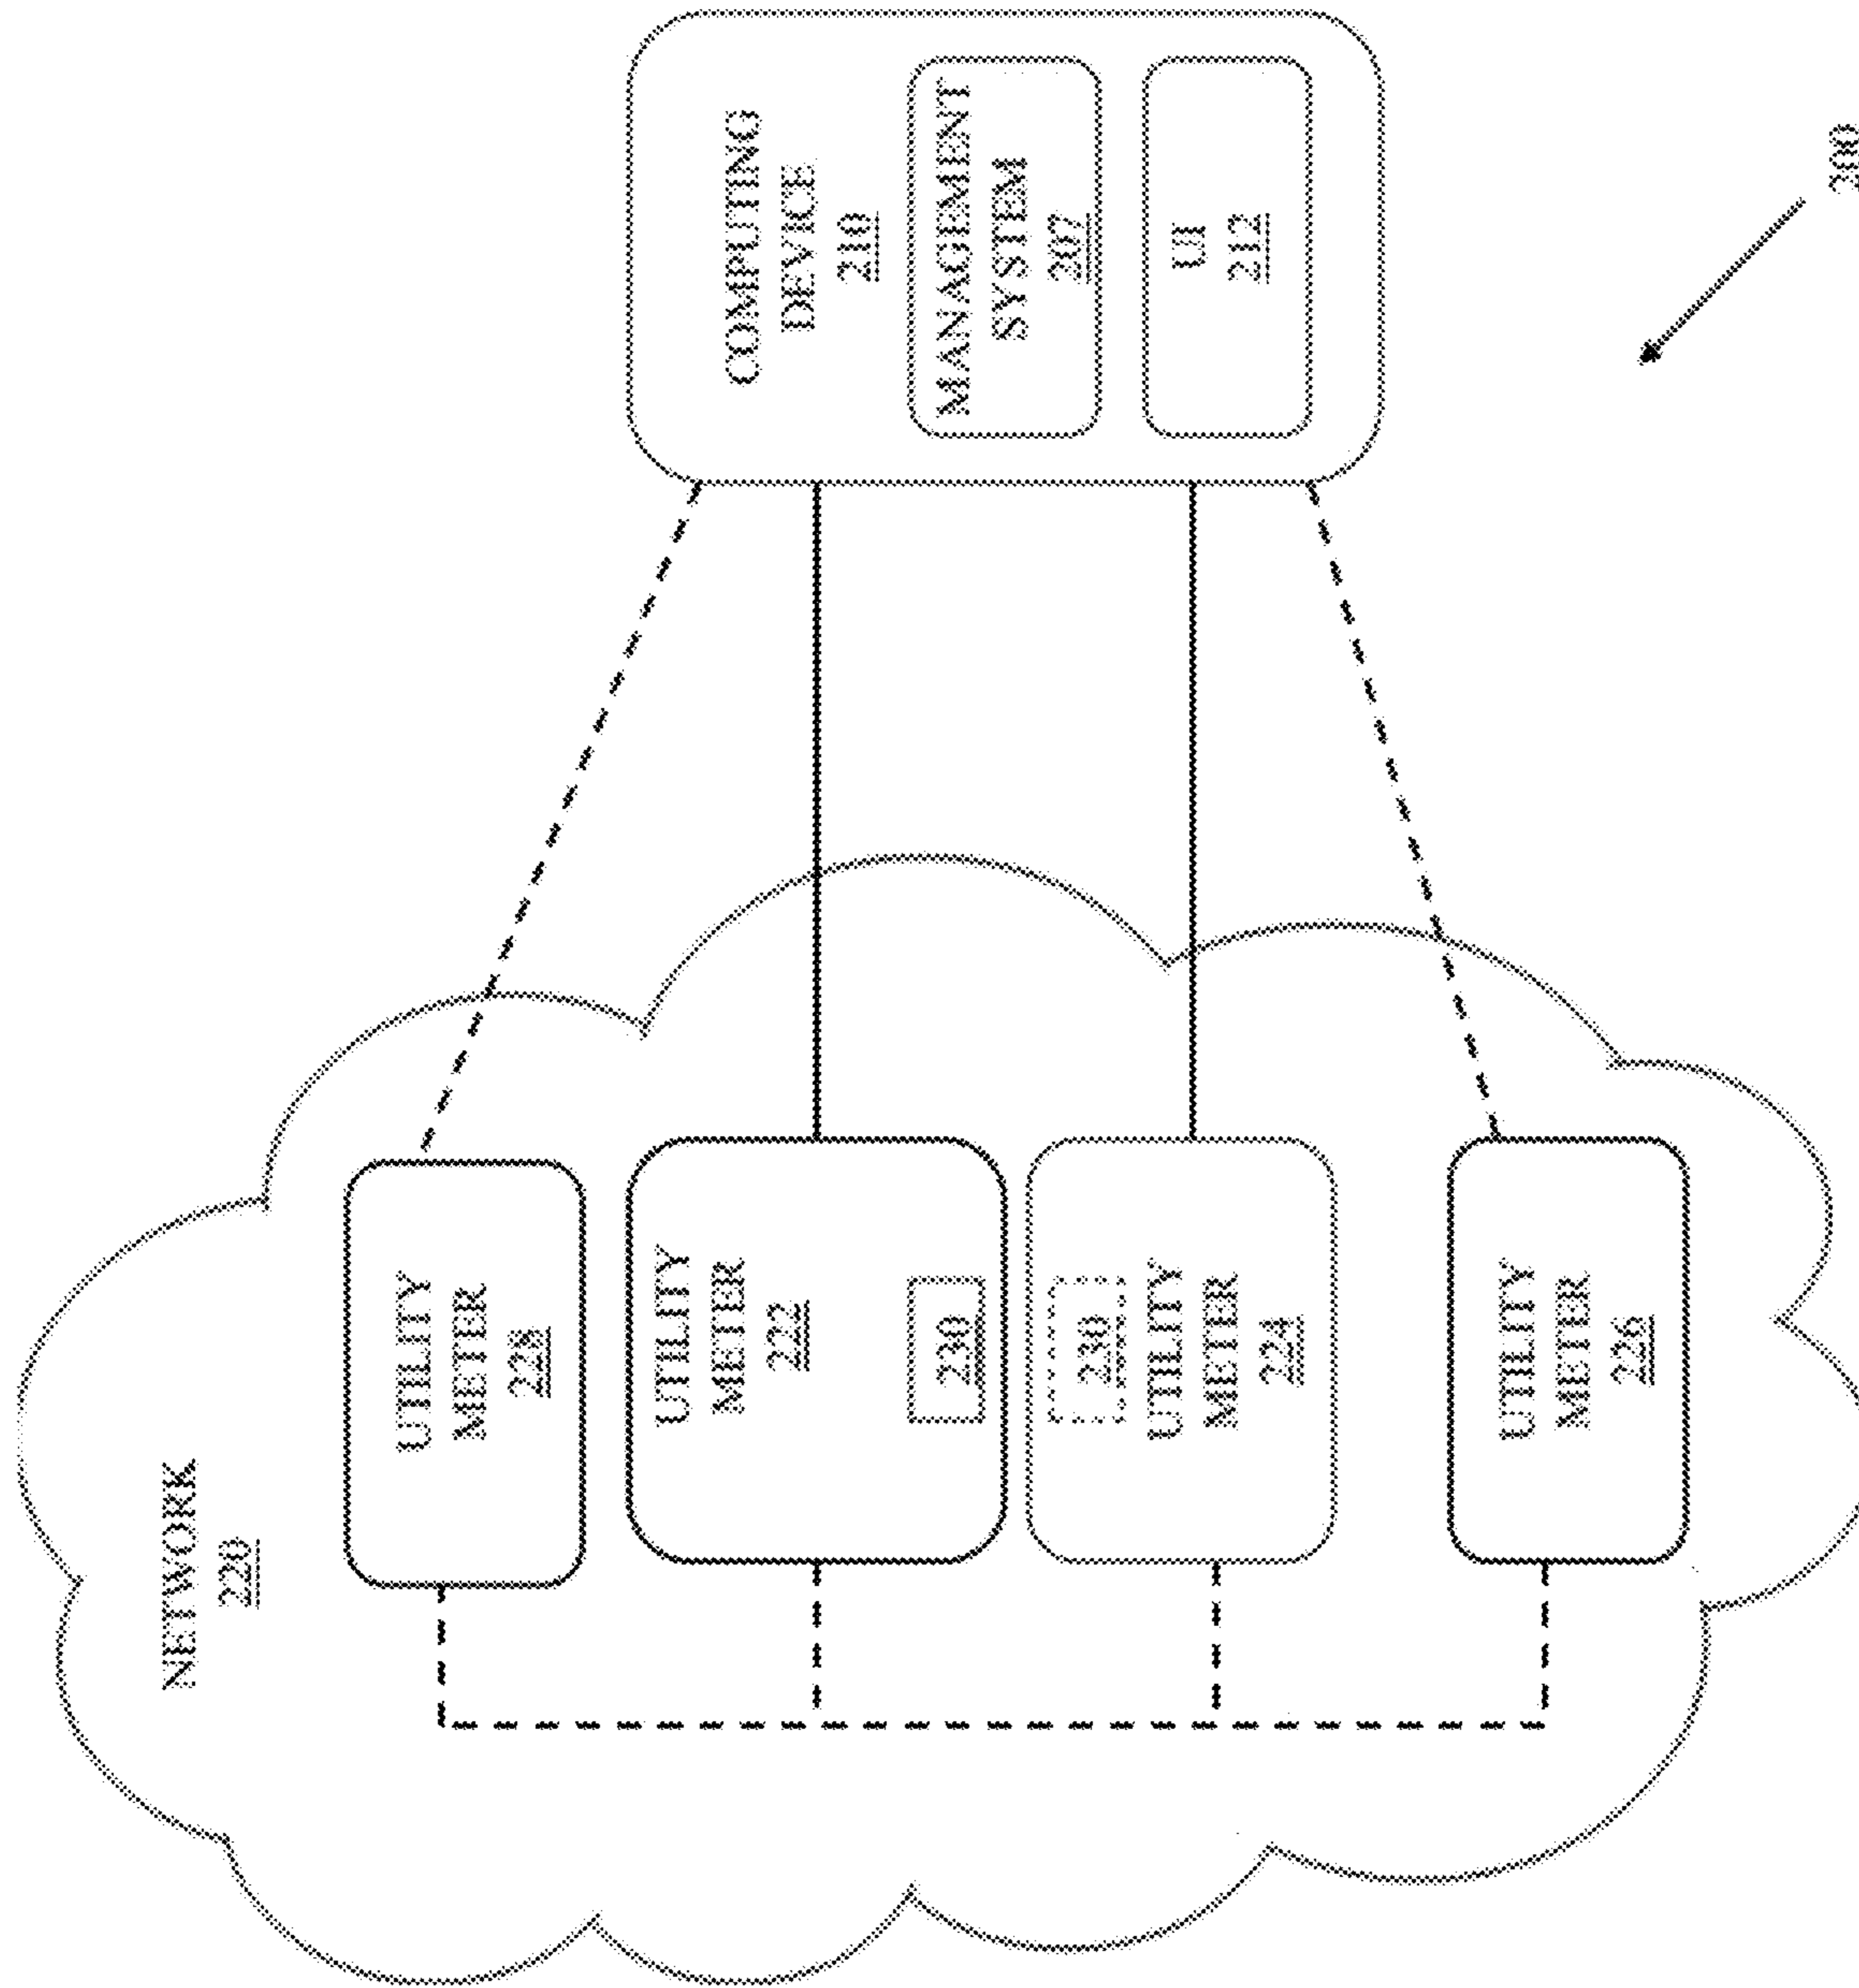 NETWORK
220
UTILITY
METER
228
UTILITY
METER
222
230
230
UTILITY
METER
224
UTILITY
METER
226
COMPUTING
DEVICE
210
MANAGEMENT
SYSTEM
207
UI
212
200